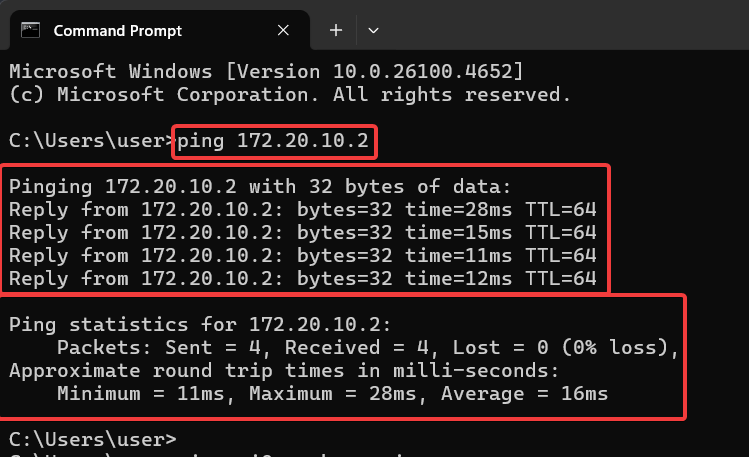 Command Prompt
Microsoft Windows [Version 10.0.26100.4652]
(c) Microsoft Corporation. All rights reserved.
C:\Users\user>ping 172.20.10.2
Pinging 172.20.10.2 with 32 bytes of data:
Reply from 172.20.10.2: bytes=32 time=28ms TTL=64
Reply from 172.20.10.2: bytes=32 time=15ms TTL=64
Reply from 172.20.10.2: bytes=32 time=11ms TTL=64
Reply from 172.20.10.2: bytes=32 time=12ms TTL=64
Ping statistics for 172.20.10.2:
Packets: Sent = 4, Received = 4, Lost = 0 (0% loss),
Approximate round trip times in milli-seconds:
Minimum = 11ms, Maximum = 28ms, Average = 16ms
C:\Users\user>